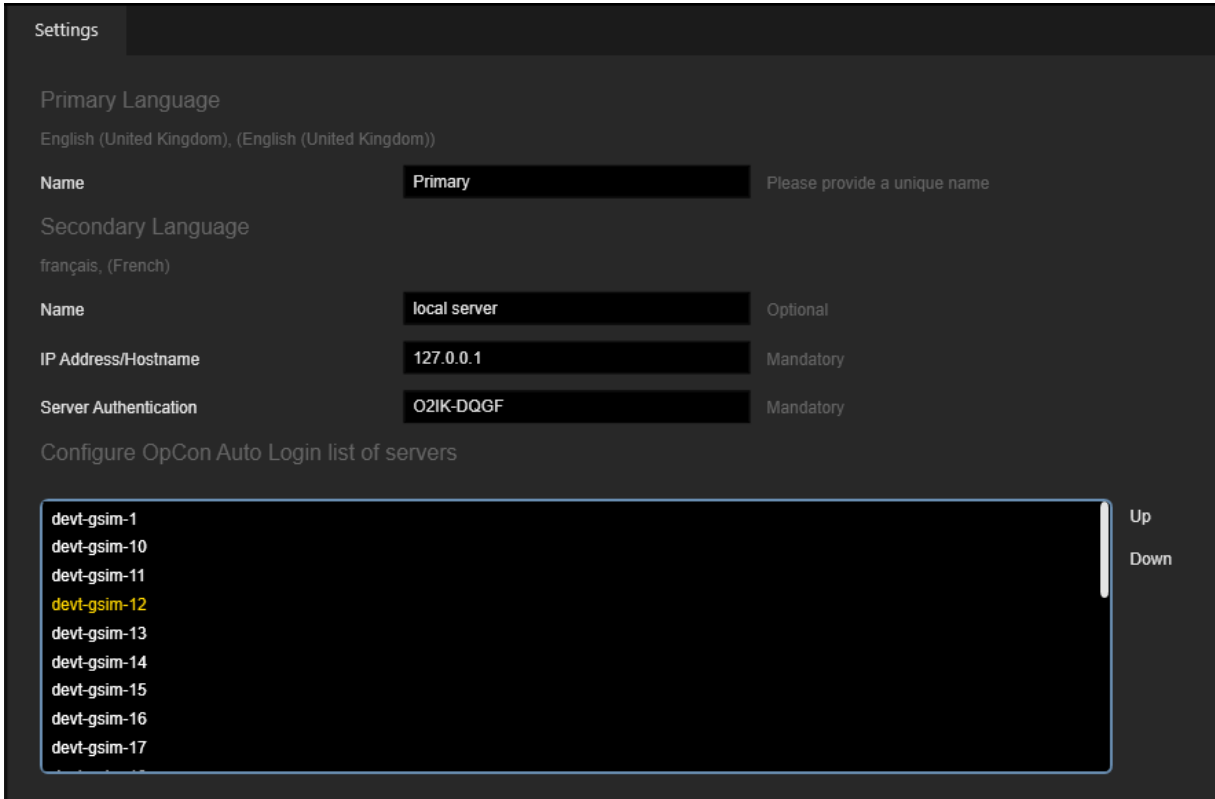 Settings
Primary Language
English (United Kingdom), (English (United Kingdom))
Name Primary Please provide a unique name
Secondary Language
français, (French)
Name local server Optional
IP Address/Hostname 127.0.0.1 Mandatory
Server Authentication O2IK-DQGF Mandatory
Configure OpCon Auto Login list of servers
devt-gsim-1 Up
devt-gsim-10
devt-gsim-11 Down
devt-gsim-12
devt-gsim-13
devt-gsim-14
devt-gsim-15
devt-gsim-16
devt-gsim-17